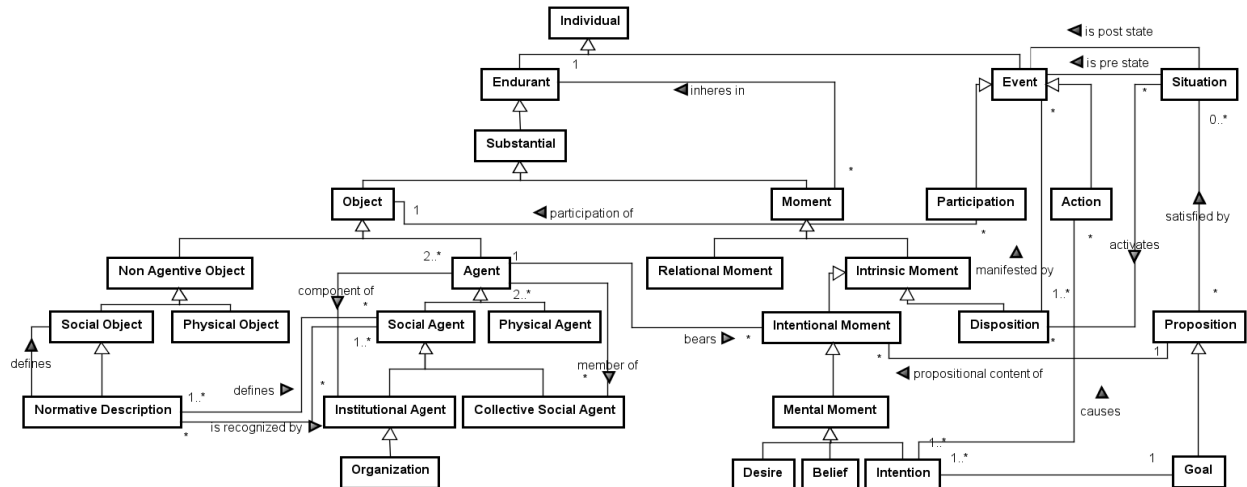 Individual
is post state
1
is pre state
Endurant
Event
Situation
inheres in
*
*
0..*
Substantial
*
Object
Moment
Participation
Action
1
participation of
satisfied by
*
*
activates
2..*
1
Non Agentive Object
Agent
Relational Moment
Intrinsic Moment
manifested by
component of
*
2..*
1..*
*
Social Object
Physical Object
Social Agent
Physical Agent
Intentional Moment
Disposition
Proposition
1..*
bears
*
*
1
defines
member of
*
propositional content of
*
*
defines
1..*
Normative Description
Institutional Agent
Collective Social Agent
Mental Moment
causes
is recognized by
*
1..*
1..*
1
Organization
Desire
Belief
Intention
Goal